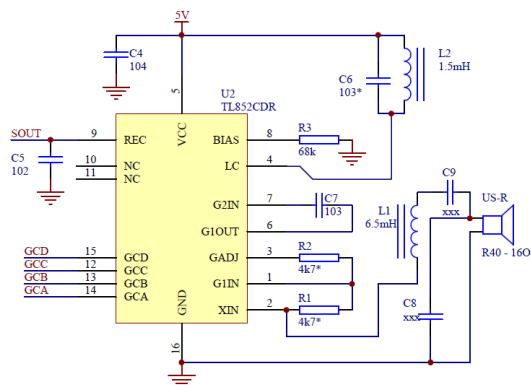 5V
C4
104
L2
1.5mH
C6
103*
U2
TL852CDR
5
VCC
SOUT
9
REC
BIAS
8
R3
68k
C5
102
10
NC
11
NC
LC
4
G2IN
7
C7
103
G1OUT
6
C9
xxx
US-R
L1
6.5mH
R40 - 16O
GCD
15
GCD
GCC
12
GCC
GCB
13
GCB
GCA
14
GCA
GADJ
3
R2
4k7*
G1IN
1
XIN
2
R1
4k7*
C8
xxx
GND
16